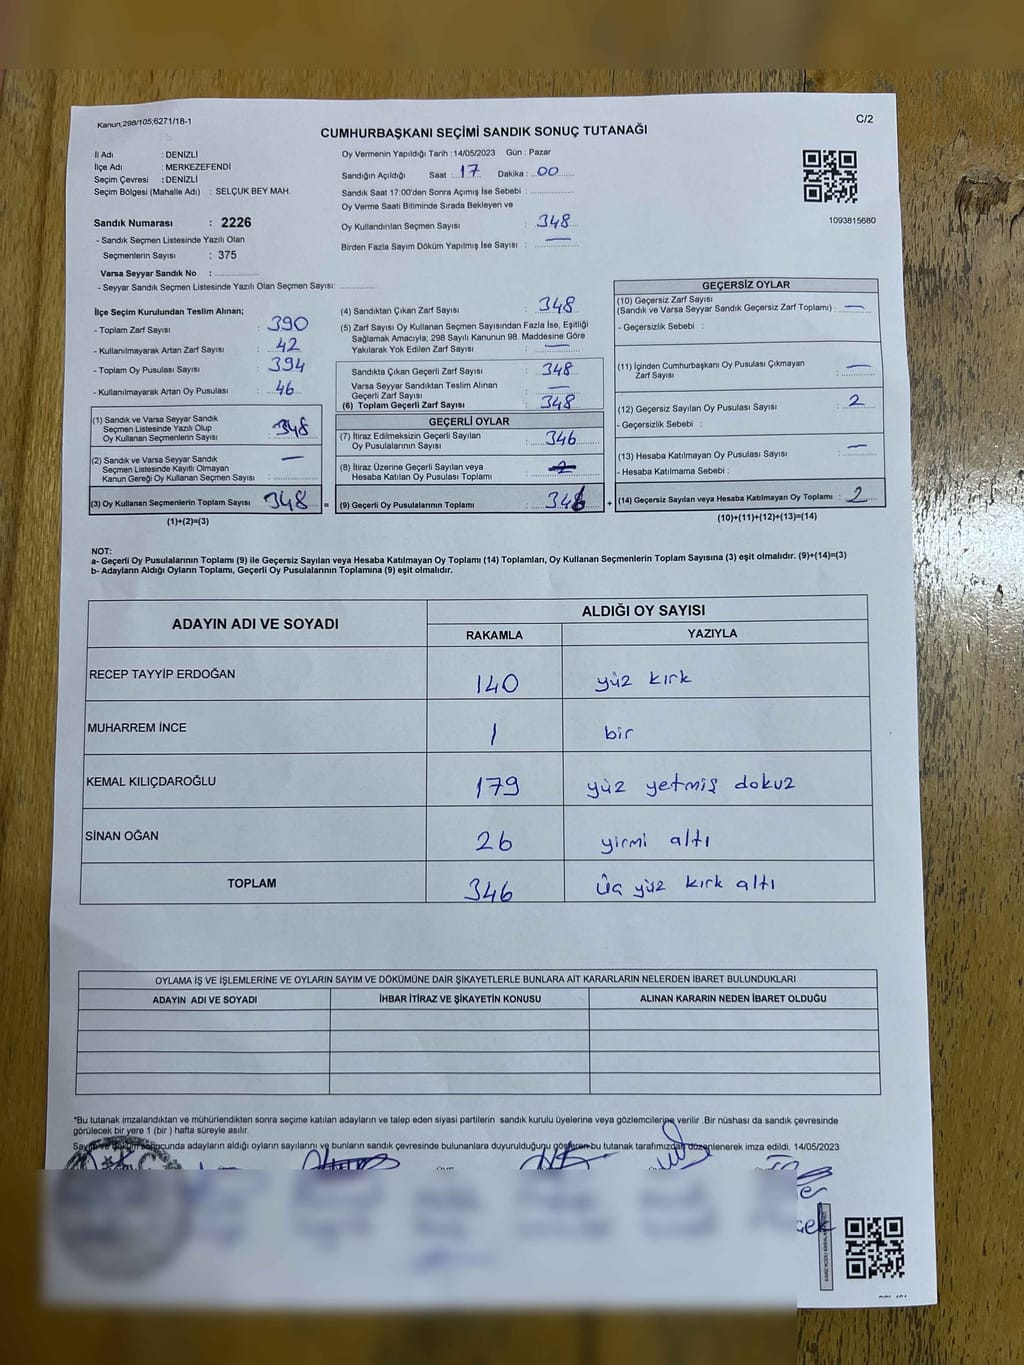 Kanun;298/105;6271/18-1
C/2
CUMHURBAŞKANI SEÇİMİ SANDIK SONUÇ TUTANAĞI
İl Adı : DENİZLİ
İlçe Adı : MERKEZEFENDİ
Seçim Çevresi : DENİZLİ
Seçim Bölgesi (Mahalle Adı) : SELÇUK BEY MAH.
Sandık Numarası : 2226
- Sandık Seçmen Listesinde Yazılı Olan
Seçmenlerin Sayısı : 375
Varsa Seyyar Sandık No :
- Seyyar Sandık Seçmen Listesinde Yazılı Olan Seçmen Sayısı:
Oy Vermenin Yapıldığı Tarih : 14/05/2023 Gün : Pazar
Sandığın Açıldığı Saat : 17 Dakika : 00
Sandık Saat 17:00'den Sonra Açımış İse Sebebi :
Oy Verme Saati Bitiminde Sırada Bekleyen ve
Oy Kullandırılan Seçmen Sayısı : 348
Birden Fazla Sayım Döküm Yapılmış İse Sayısı : —
1093815680
İlçe Seçim Kurulundan Teslim Alınan;
- Toplam Zarf Sayısı : 390
- Kullanılmayarak Artan Zarf Sayısı : 42
- Toplam Oy Pusulası Sayısı : 394
- Kullanılmayarak Artan Oy Pusulası : 46
(1) Sandık ve Varsa Seyyar Sandık
Seçmen Listesinde Yazılı Olup
Oy Kullanan Seçmenlerin Sayısı : 348
(2) Sandık ve Varsa Seyyar Sandık
Seçmen Listesinde Kayıtlı Olmayan
Kanun Gereği Oy Kullanan Seçmen Sayısı : —
(3) Oy Kullanan Seçmenlerin Toplam Sayısı : 348 =
(1)+(2)=(3)
(4) Sandıktan Çıkan Zarf Sayısı : 348
(5) Zarf Sayısı Oy Kullanan Seçmen Sayısından Fazla İse, Eşitliği
Sağlamak Amacıyla; 298 Sayılı Kanunun 98. Maddesine Göre
Yakılarak Yok Edilen Zarf Sayısı : —
Sandıkta Çıkan Geçerli Zarf Sayısı : 348
Varsa Seyyar Sandıktan Teslim Alınan
Geçerli Zarf Sayısı : —
(6) Toplam Geçerli Zarf Sayısı : 348
GEÇERLİ OYLAR
(7) İtiraz Edilmeksizin Geçerli Sayılan
Oy Pusulalarının Sayısı : 346
(8) İtiraz Üzerine Geçerli Sayılan veya
Hesaba Katılan Oy Pusulası Toplamı :
(9) Geçerli Oy Pusulalarının Toplamı : 346 +
GEÇERSİZ OYLAR
(10) Geçersiz Zarf Sayısı
(Sandık ve Varsa Seyyar Sandık Geçersiz Zarf Toplamı) : —
- Geçersizlik Sebebi :
(11) İçinden Cumhurbaşkanı Oy Pusulası Çıkmayan
Zarf Sayısı : —
(12) Geçersiz Sayılan Oy Pusulası Sayısı : 2
- Geçersizlik Sebebi :
(13) Hesaba Katılmayan Oy Pusulası Sayısı : —
- Hesaba Katılmama Sebebi :
(14) Geçersiz Sayılan veya Hesaba Katılmayan Oy Toplamı : 2
(10)+(11)+(12)+(13)=(14)
NOT:
a- Geçerli Oy Pusulalarının Toplamı (9) ile Geçersiz Sayılan veya Hesaba Katılmayan Oy Toplamı (14) Toplamları, Oy Kullanan Seçmenlerin Toplam Sayısına (3) eşit olmalıdır. (9)+(14)=(3)
b- Adayların Aldığı Oyların Toplamı, Geçerli Oy Pusulalarının Toplamına (9) eşit olmalıdır.
ADAYIN ADI VE SOYADI ALDIĞI OY SAYISI
RAKAMLA YAZIYLA
RECEP TAYYİP ERDOĞAN 140 yüz kırk
MUHARREM İNCE 1 bir
KEMAL KILIÇDAROĞLU 179 yüz yetmiş dokuz
SİNAN OĞAN 26 yirmi altı
TOPLAM 346 üç yüz kırk altı
OYLAMA İŞ VE İŞLEMLERİNE VE OYLARIN SAYIM VE DÖKÜMÜNE DAİR ŞİKAYETLERLE BUNLARA AİT KARARLARIN NELERDEN İBARET BULUNDUKLARI
ADAYIN ADI VE SOYADI İHBAR İTİRAZ VE ŞİKAYETİN KONUSU ALINAN KARARIN NEDEN İBARET OLDUĞU
*Bu tutanak imzalandıktan ve mühürlendikten sonra seçime katılan adayların ve talep eden siyasi partilerin sandık kurulu üyelerine veya gözlemcilerine verilir .Bir nüshası da sandık çevresinde
görülecek bir yere 1 (bir ) hafta süreyle asılır.
adayların aldığı oyların sayılarını ve bunların sandık çevresinde bulunanlara duyurulduğunu gösteren bu tutanak tarafımızdan düzenlenerek imza edildi. 14/05/2023